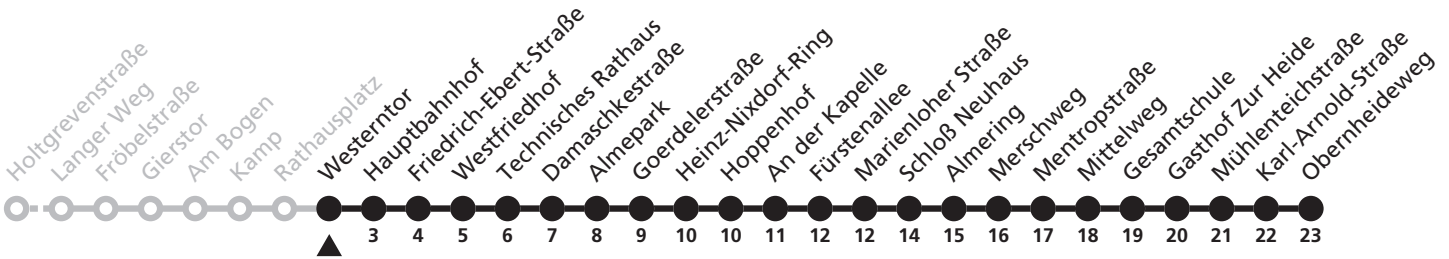 Holtgrevenstraße
Langer Weg
Fröbelstraße
Gierstor
Am Bogen
Kamp
Rathausplatz
Westerntor
Hauptbahnhof
Friedrich-Ebert-Straße
Westfriedhof
Technisches Rathaus
Damaschkestraße
Almepark
Goerdelerstraße
Heinz-Nixdorf-Ring
Hoppenhof
An der Kapelle
Fürstenallee
Marienloher Straße
Schloß Neuhaus
Almering
Merschweg
Mentropstraße
Mittelweg
Gesamtschule
Gasthof Zur Heide
Mühlenteichstraße
Karl-Arnold-Straße
Obernheideweg
3 4 5 6 7 8 9 10 10 11 12 12 14 15 16 17 18 19 20 21 22 23